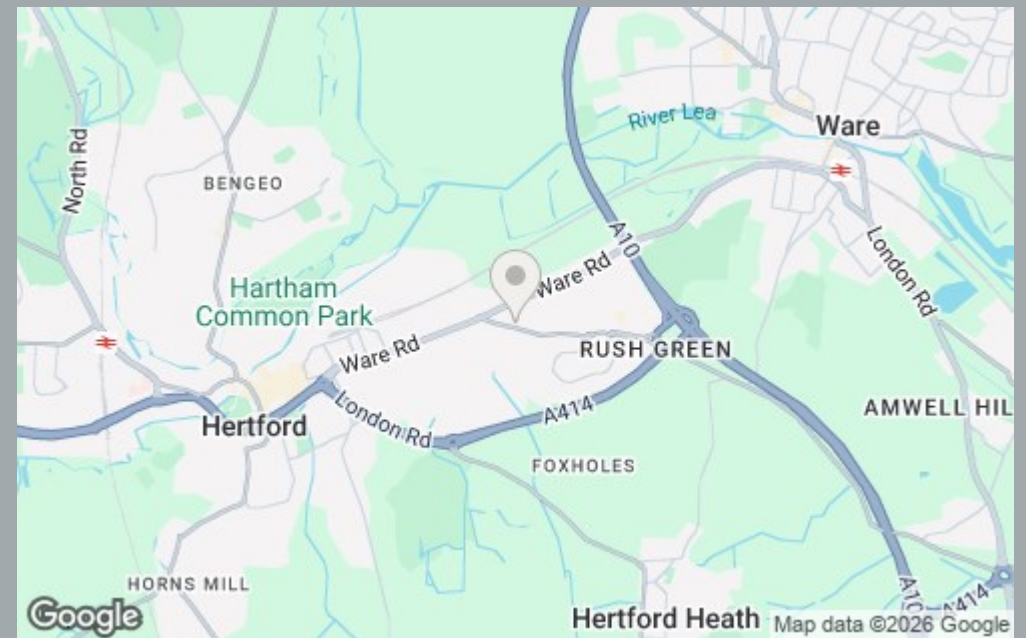 River Lea
Ware
North Rd
BENGEO
A10
London Rd
Ware Rd
Hartham
Common Park
Ware Rd
RUSH GREEN
A414
AMWELL HIL
London Rd
Hertford
FOXHOLES
HORNS MILL
A10
A414
Hertford Heath
Google
Map data ©2026 Google